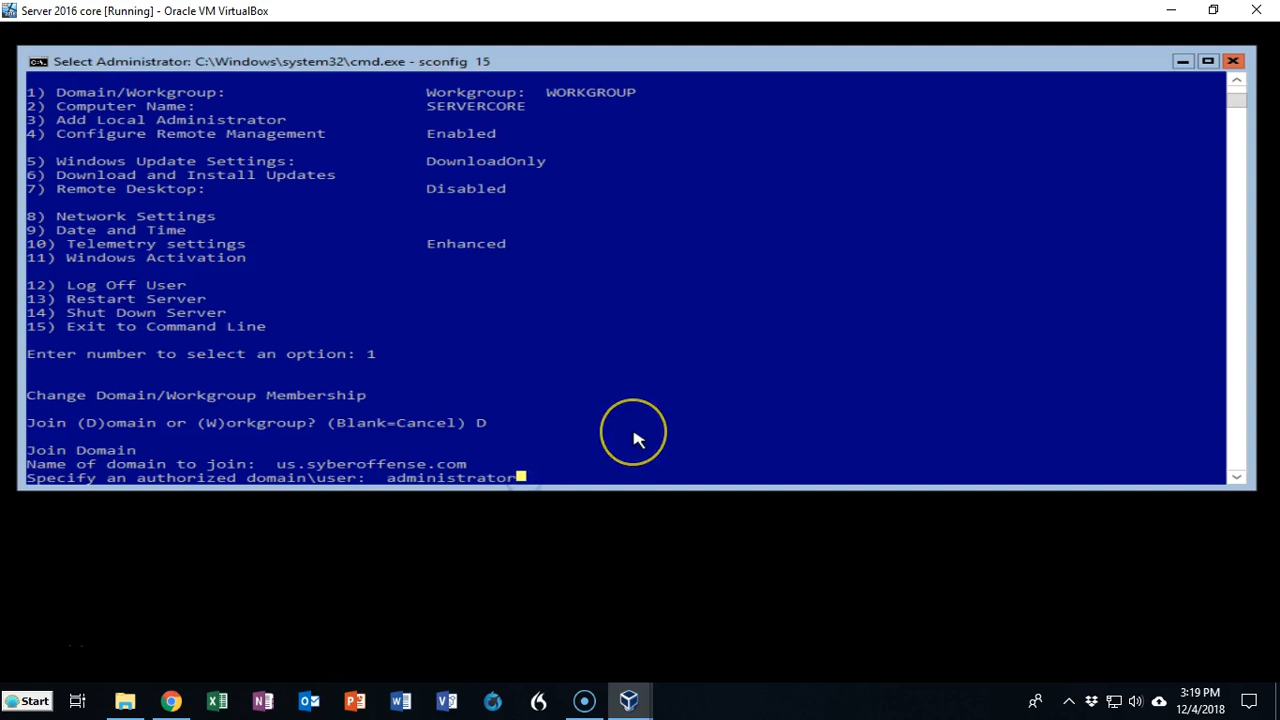 Server 2016 core [Running] - Oracle VM VirtualBox
Select Administrator: C:\Windows\system32\cmd.exe - sconfig 15
1) Domain/Workgroup: Workgroup: WORKGROUP
2) Computer Name: SERVERCORE
3) Add Local Administrator
4) Configure Remote Management Enabled
5) Windows Update Settings: DownloadOnly
6) Download and Install Updates
7) Remote Desktop: Disabled
8) Network Settings
9) Date and Time
10) Telemetry settings Enhanced
11) Windows Activation
12) Log Off User
13) Restart Server
14) Shut Down Server
15) Exit to Command Line
Enter number to select an option: 1
Change Domain/Workgroup Membership
Join (D)omain or (W)orkgroup? (Blank=Cancel) D
Join Domain
Name of domain to join: us.syberoffense.com
Specify an authorized domain\user: administrator
Start
3:19 PM
12/4/2018